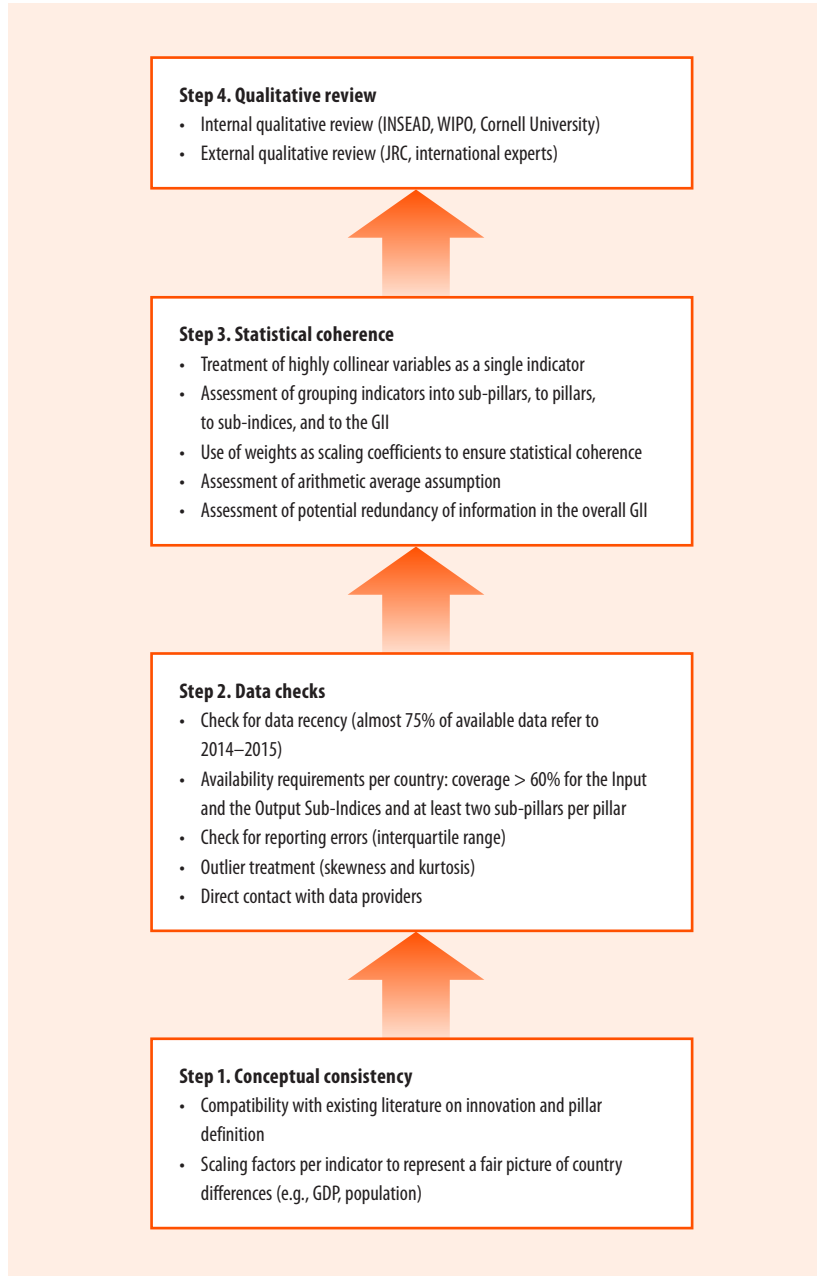 Step 4. Qualitative review
• Internal qualitative review (INSEAD, WIPO, Cornell University)
• External qualitative review (JRC, international experts)
Step 3. Statistical coherence
• Treatment of highly collinear variables as a single indicator
• Assessment of grouping indicators into sub-pillars, to pillars,
to sub-indices, and to the GII
• Use of weights as scaling coefficients to ensure statistical coherence
• Assessment of arithmetic average assumption
• Assessment of potential redundancy of information in the overall GII
Step 2. Data checks
• Check for data recency (almost 75% of available data refer to
2014–2015)
• Availability requirements per country: coverage > 60% for the Input
and the Output Sub-Indices and at least two sub-pillars per pillar
• Check for reporting errors (interquartile range)
• Outlier treatment (skewness and kurtosis)
• Direct contact with data providers
Step 1. Conceptual consistency
• Compatibility with existing literature on innovation and pillar
definition
• Scaling factors per indicator to represent a fair picture of country
differences (e.g., GDP, population)